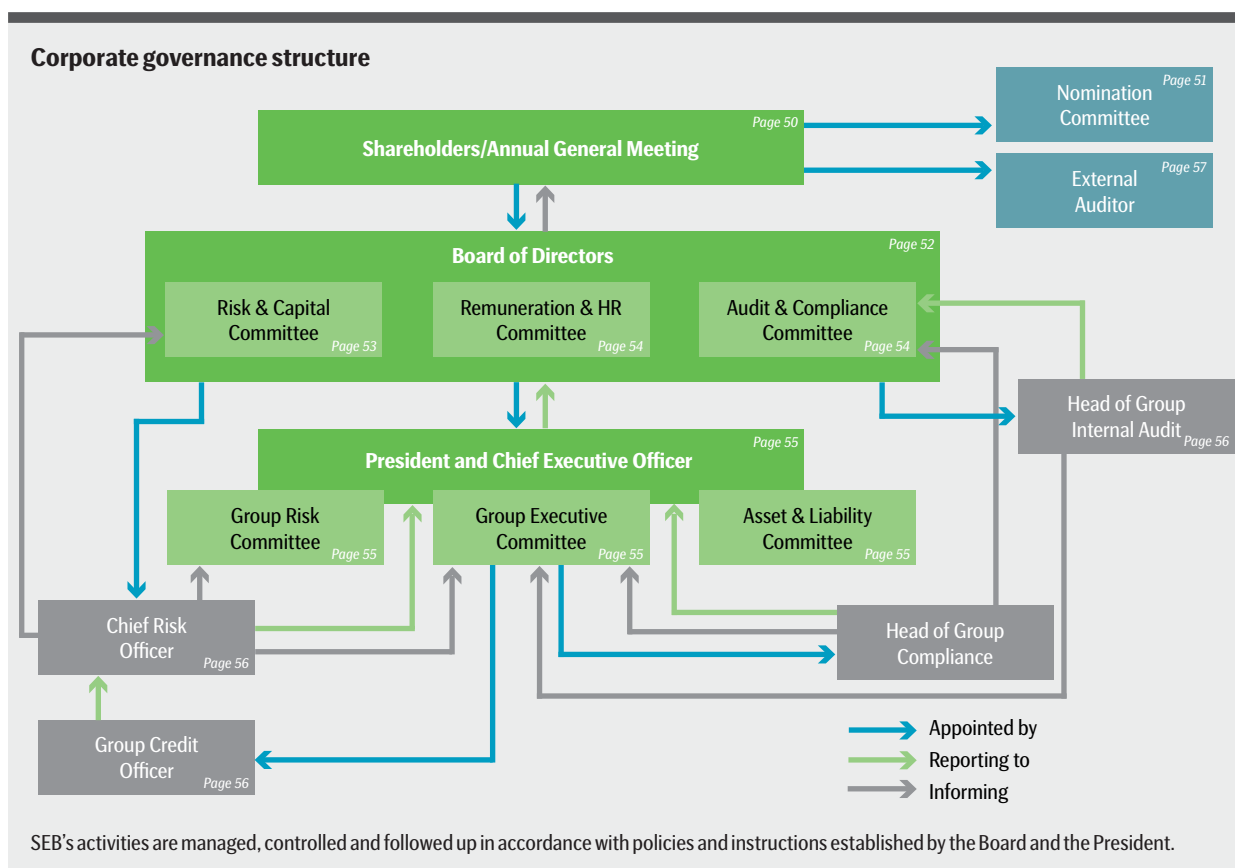 Corporate governance structure
Page 51
Nomination
Committee
Page 50
Shareholders/Annual General Meeting
Page 57
External
Auditor
Page 52
Board of Directors
Risk & Capital
Committee
Page 53
Remuneration & HR
Committee
Page 54
Audit & Compliance
Committee
Page 54
Head of Group
Internal Audit
Page 56
Page 55
President and Chief Executive Officer
Group Risk
Committee
Page 55
Group Executive
Committee
Page 55
Asset & Liability
Committee
Page 55
Chief Risk
Officer
Page 56
Head of Group
Compliance
Group Credit
Officer
Page 56
Appointed by
Reporting to
Informing
SEB's activities are managed, controlled and followed up in accordance with policies and instructions established by the Board and the President.